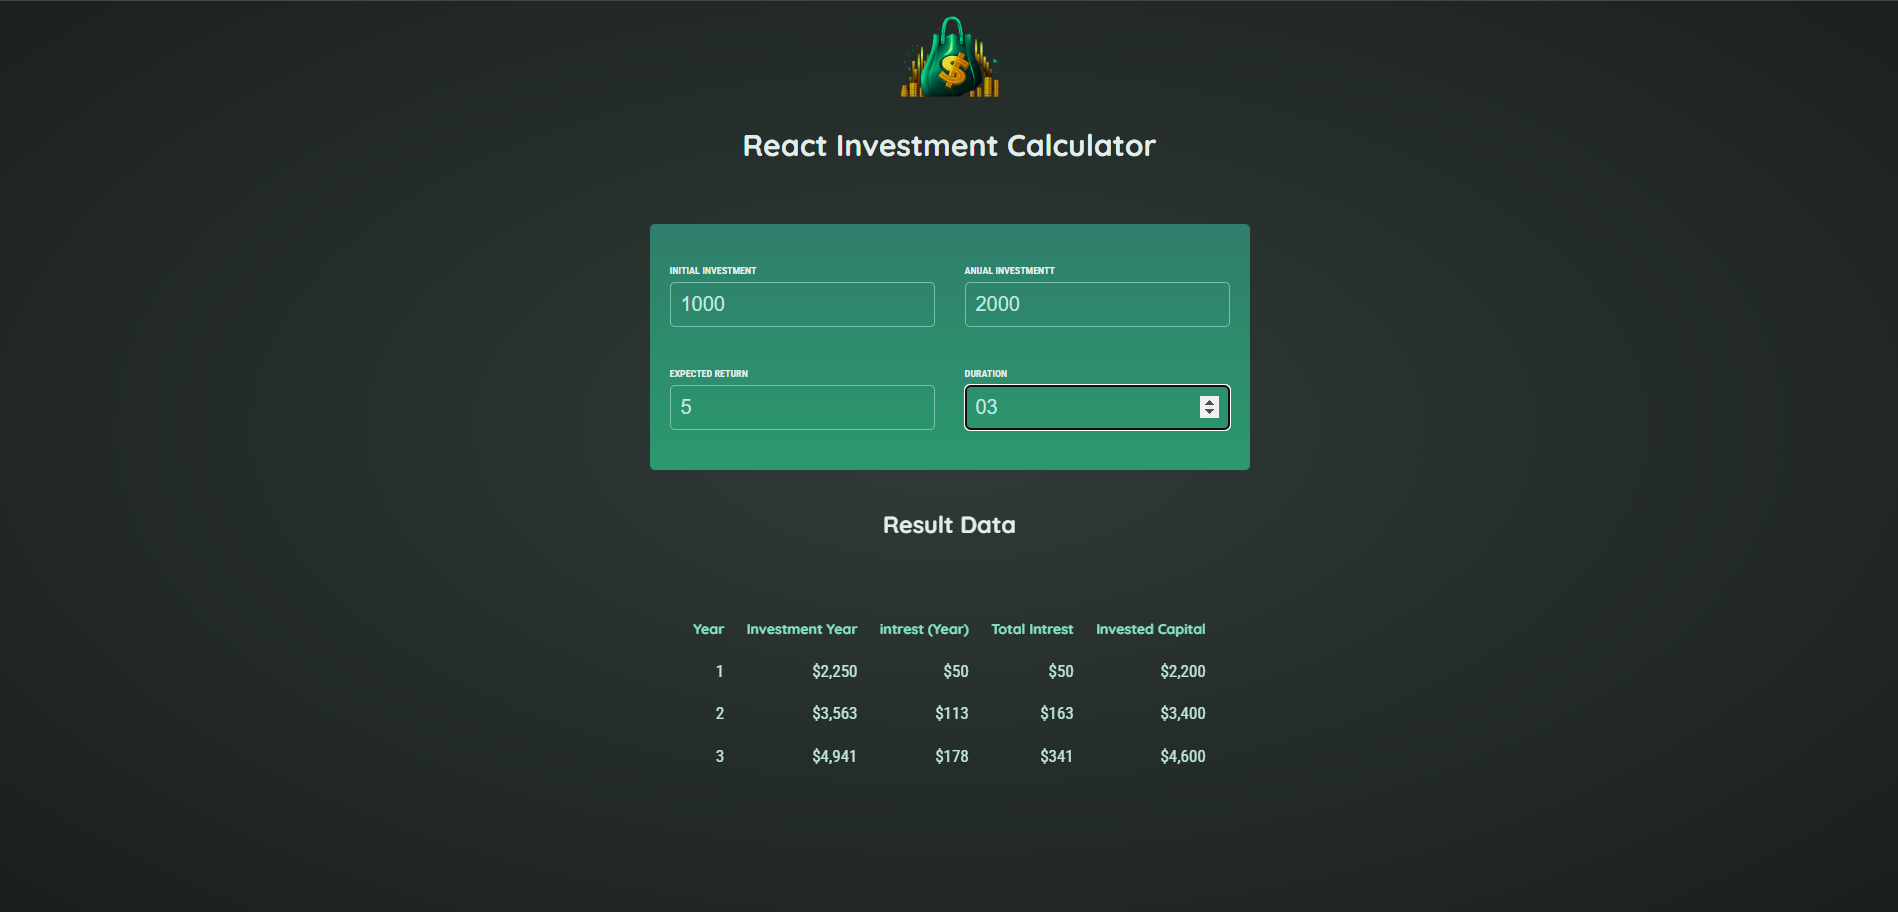 $
React Investment Calculator
INITIAL INVESTMENT ANUAL INVESTMENTT
1000 2000
EXPECTED RETURN DURATION
5 03
Result Data
Year Investment Year intrest (Year) Total Intrest Invested Capital
1 $2,250 $50 $50 $2,200
2 $3,563 $113 $163 $3,400
3 $4,941 $178 $341 $4,600